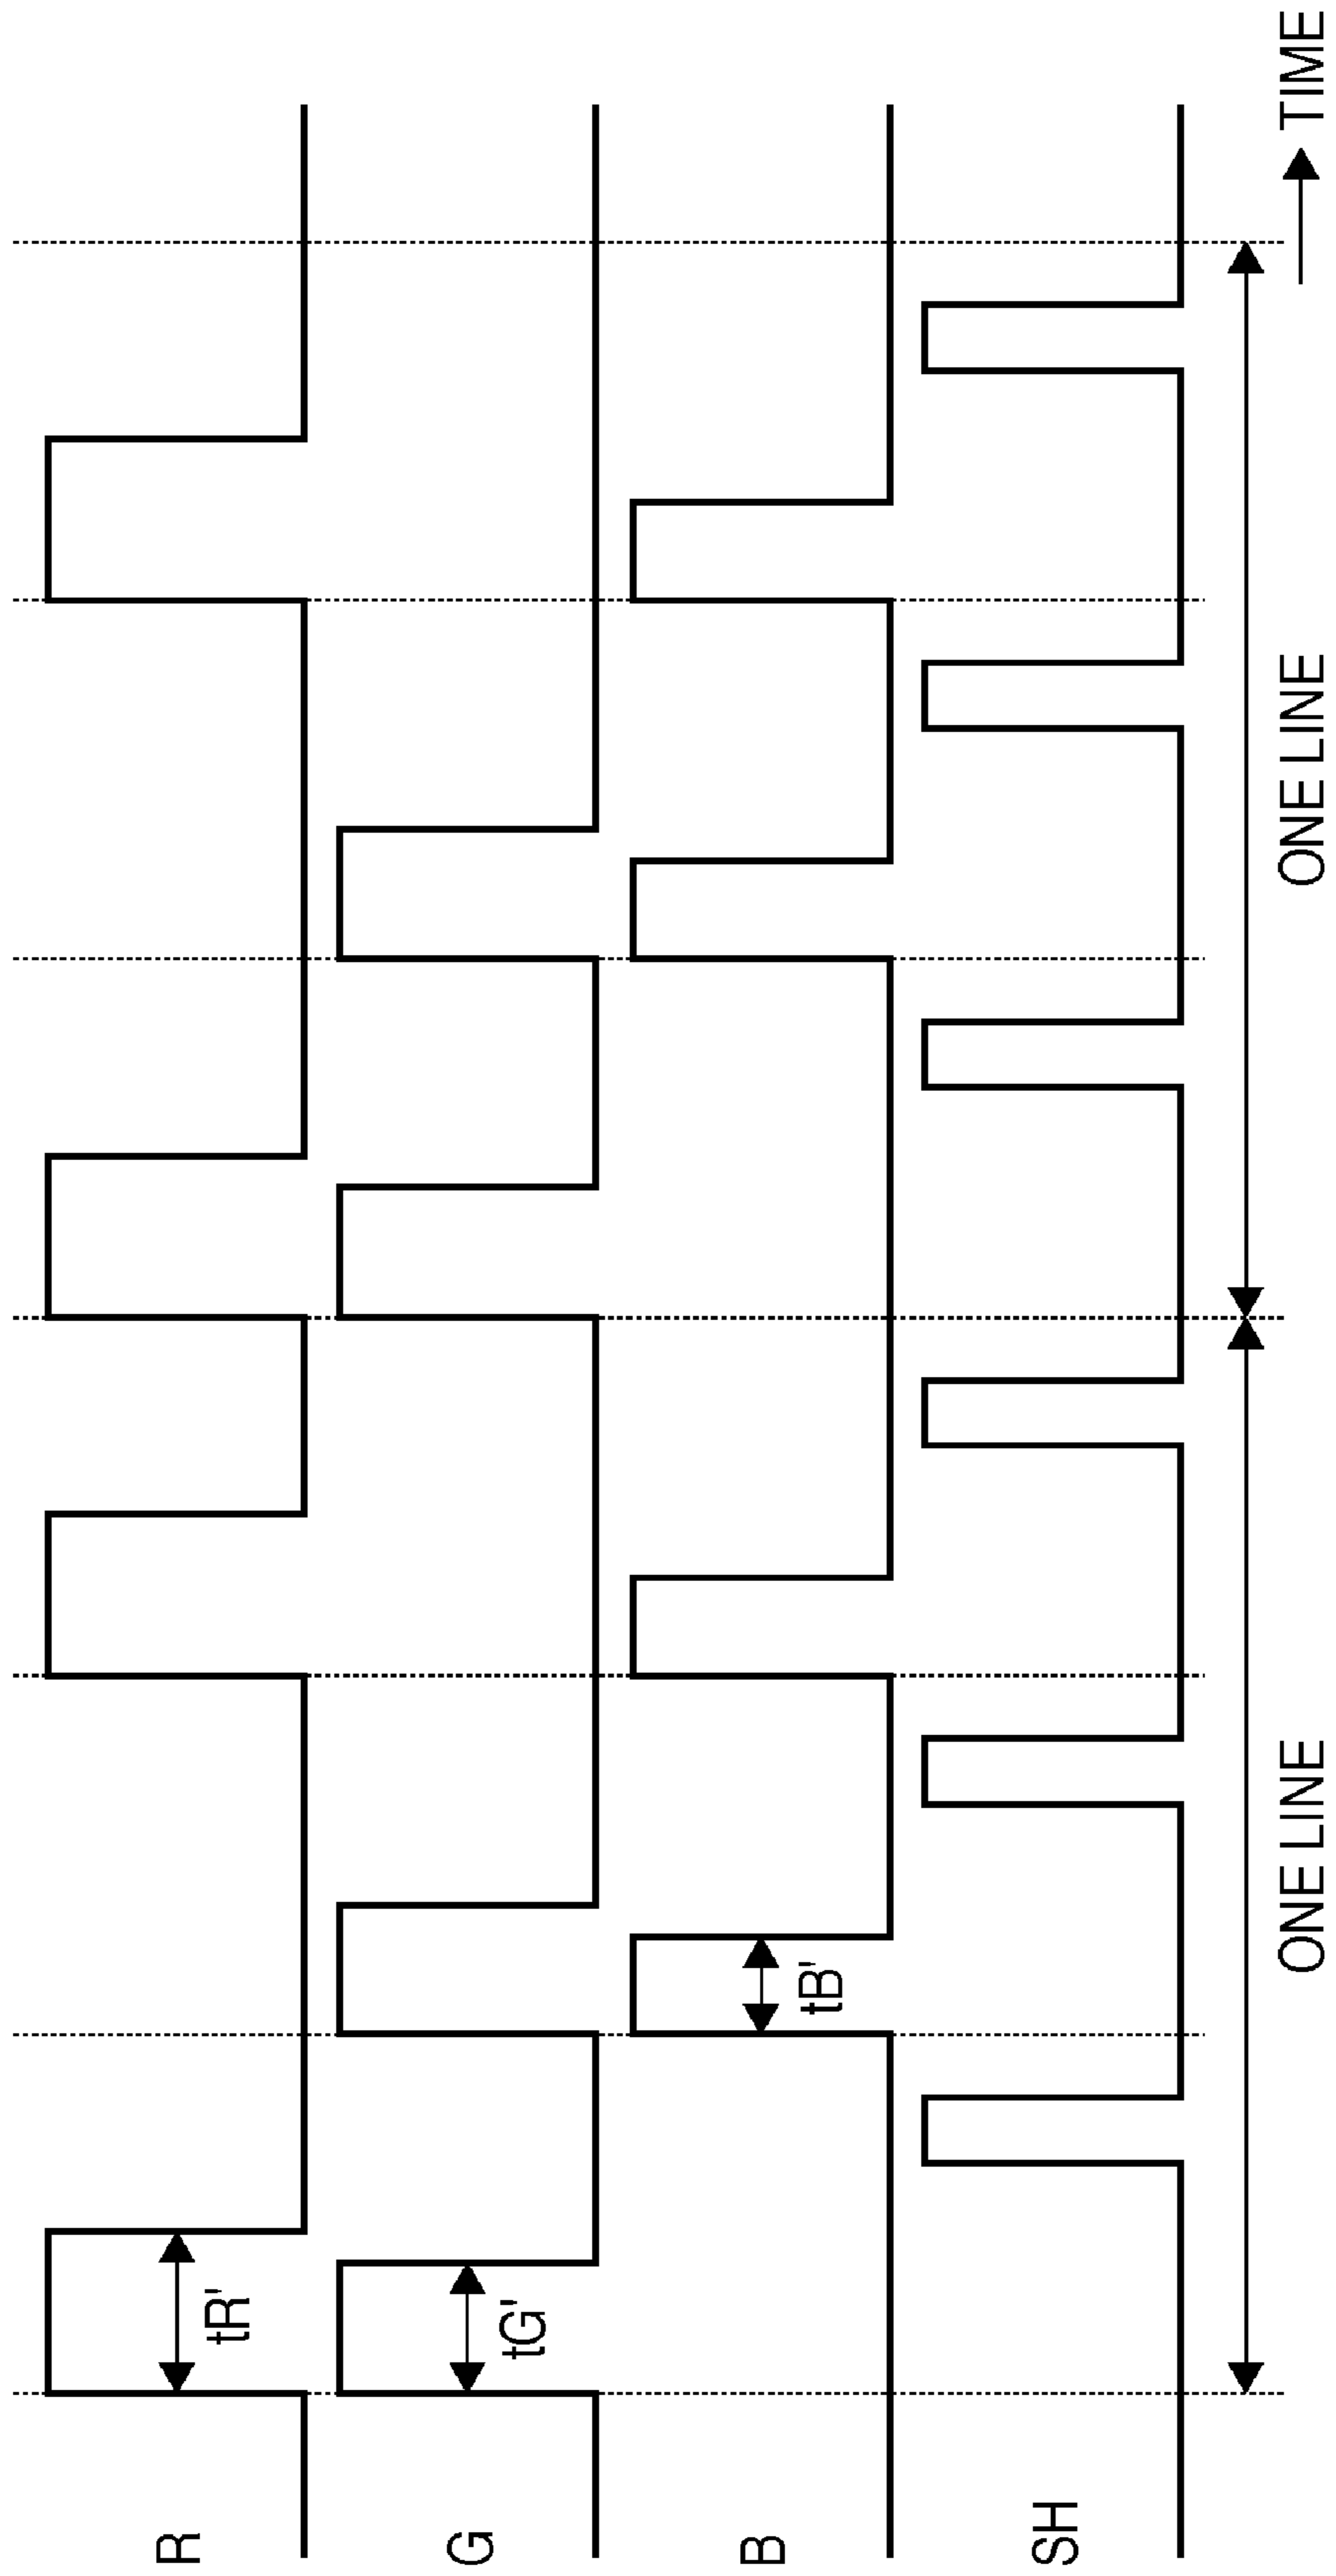 R
tR'
G
tG'
B
tB'
SH
ONE LINE
ONE LINE
TIME